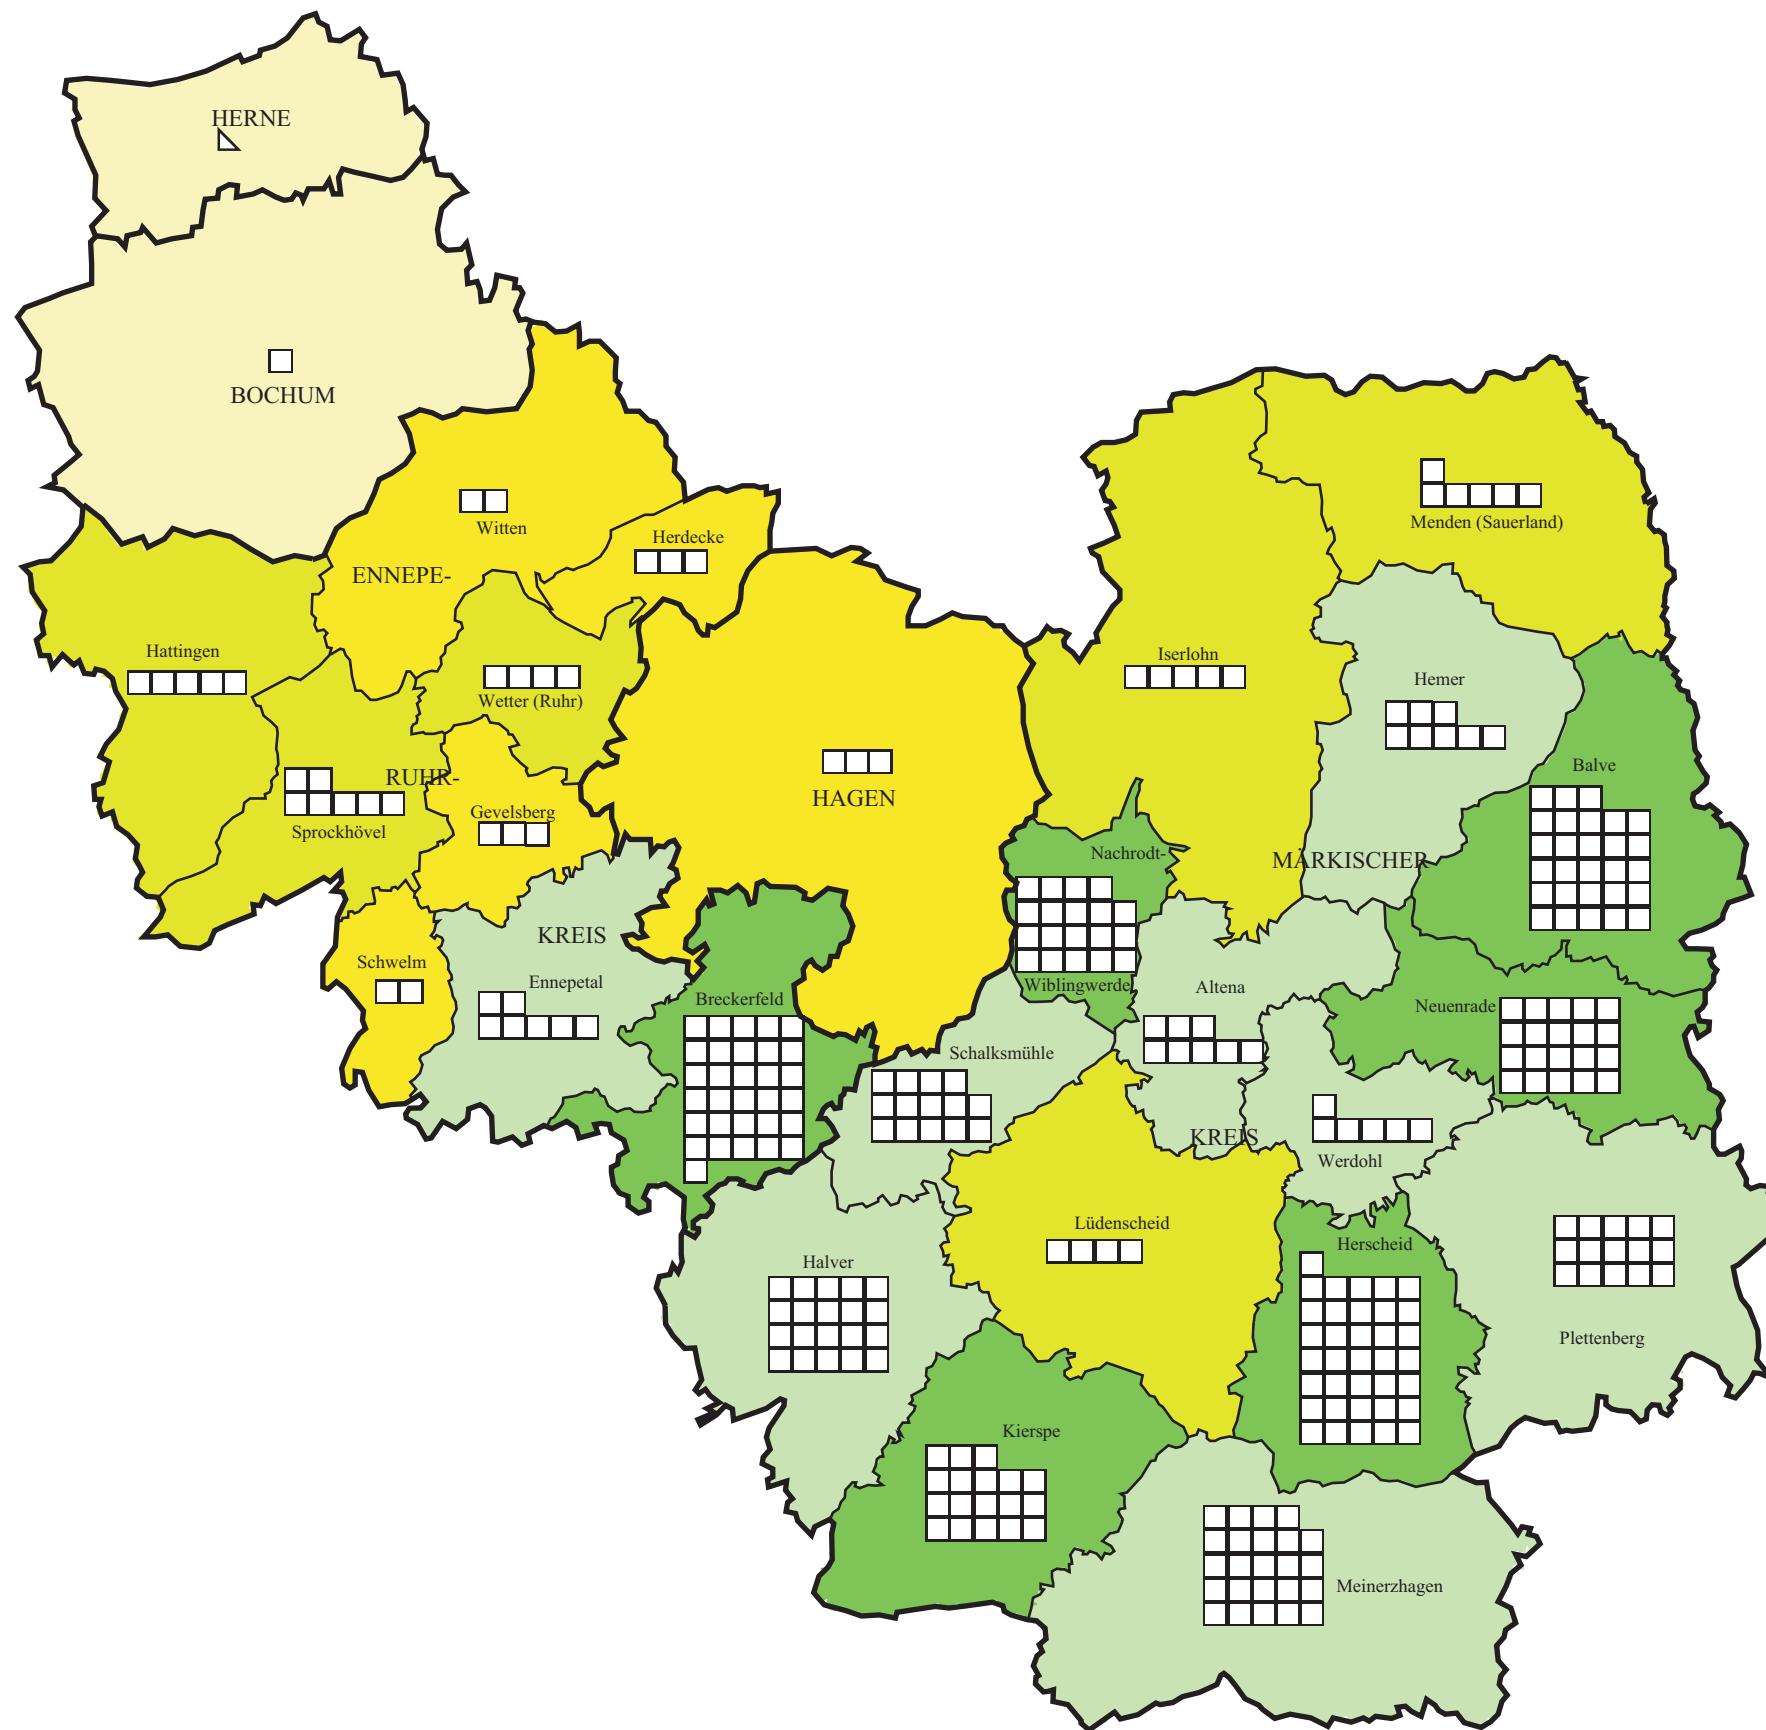 HERNE
BOCHUM
Witten
Herdecke
ENNEPE-
Menden (Sauerland)
Hattingen
Iserlohn
Hemer
Wetter (Ruhr)
Balve
RUHR-
HAGEN
Gevelsberg
Sprockhövel
Nachrodt-
MÄRKISCHER
KREIS
Schwelm
Ennepetal
Wiblingwerde
Altena
Breckerfeld
Neuenrade
Schalksmühle
KREIS
Werdohl
Lüdenscheid
Herscheid
Halver
Plettenberg
Kierspe
Meinerzhagen